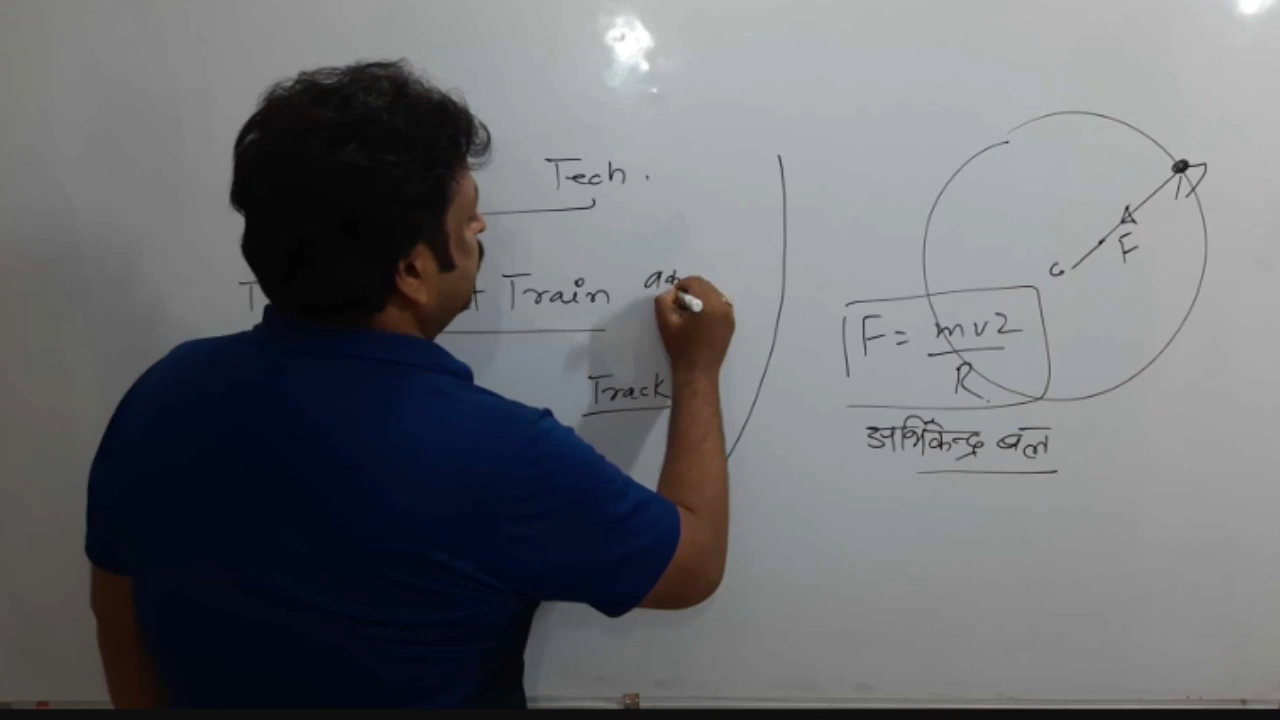 Tech.
Train
Track
F
F = mv2
R
अभिकेन्द्र बल